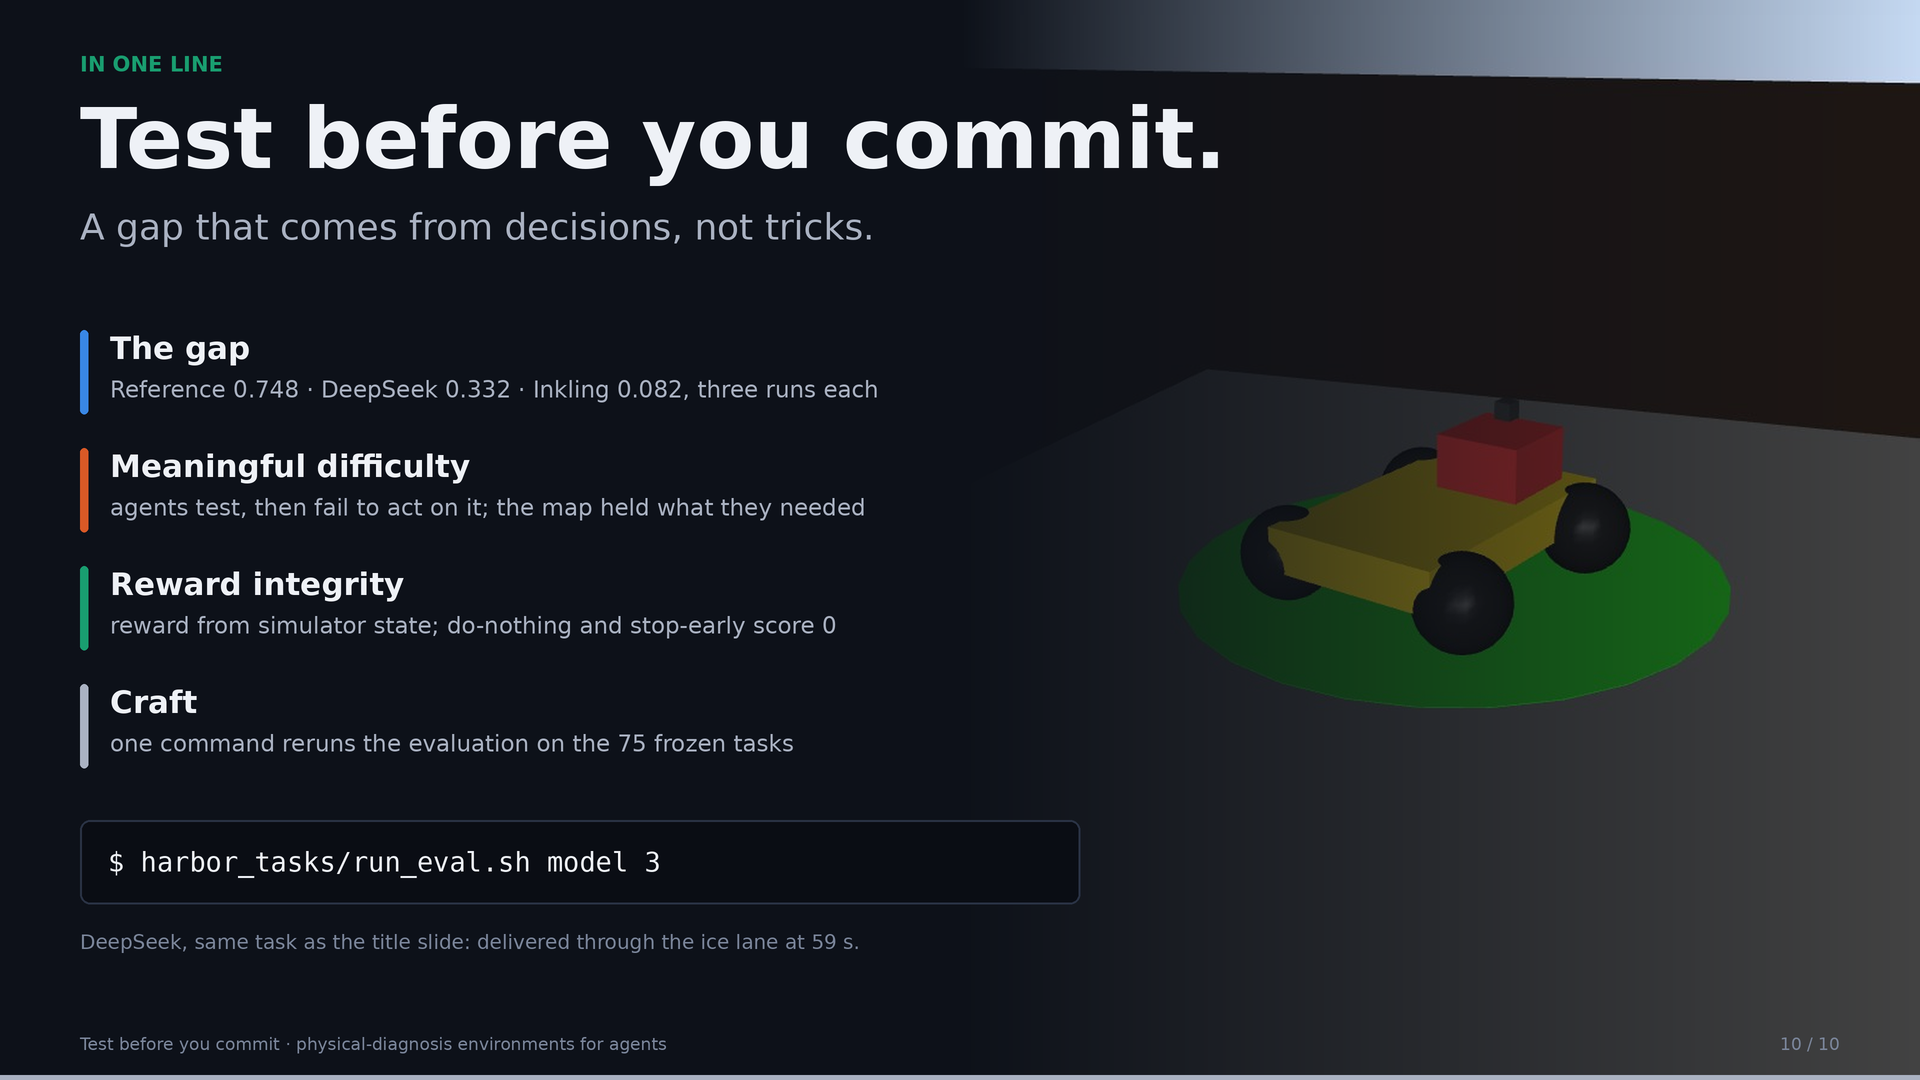 IN ONE LINE
Test before you commit.
A gap that comes from decisions, not tricks.
The gap
Reference 0.748 · DeepSeek 0.332 · Inkling 0.082, three runs each
Meaningful difficulty
agents test, then fail to act on it; the map held what they needed
Reward integrity
reward from simulator state; do-nothing and stop-early score 0
Craft
one command reruns the evaluation on the 75 frozen tasks
$ harbor_tasks/run_eval.sh model 3
DeepSeek, same task as the title slide: delivered through the ice lane at 59 s.
Test before you commit · physical-diagnosis environments for agents
10 / 10